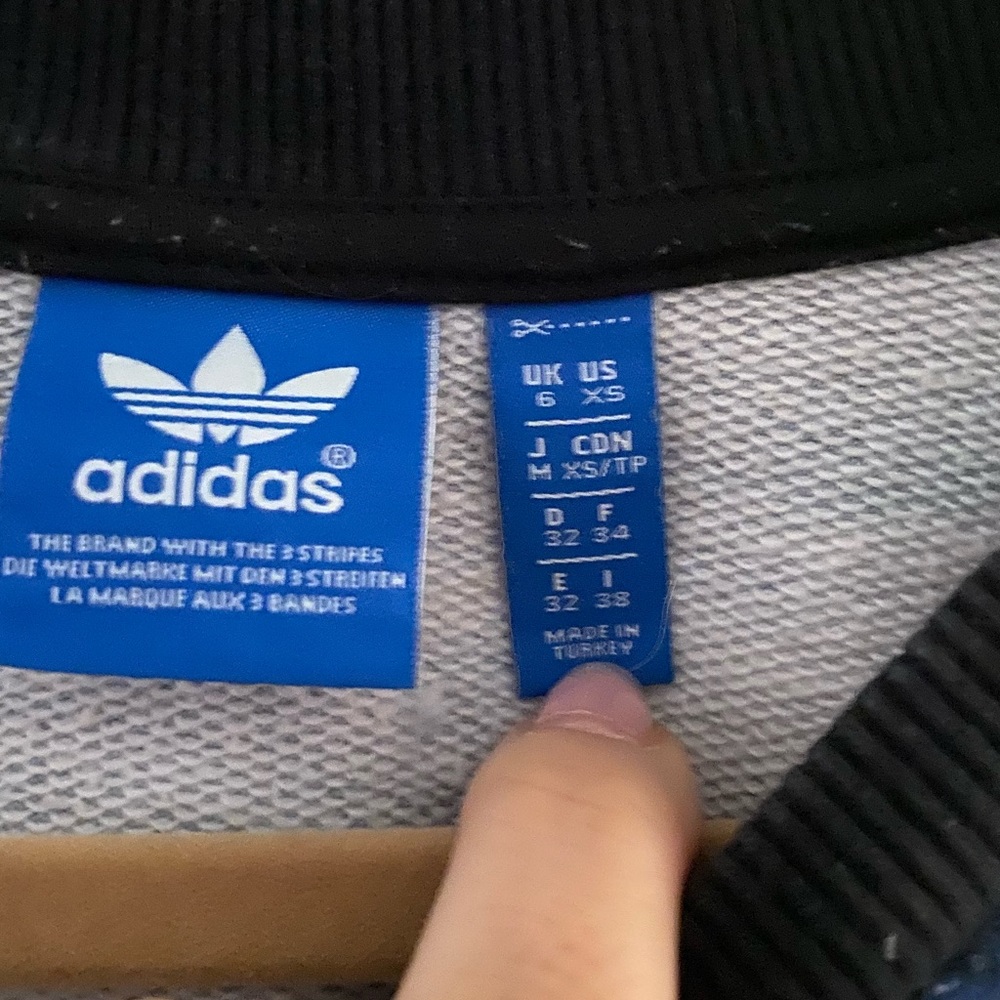 adidas®
THE BRAND WITH THE 3 STRIPES
DIE WELTMARKE MIT DEN 3 STREIFEN
LA MARQUE AUX 3 BANDES
UK US
6 XS
J CDN
M XS/TP
D F
32 34
E I
32 38
MADE IN
TURKEY